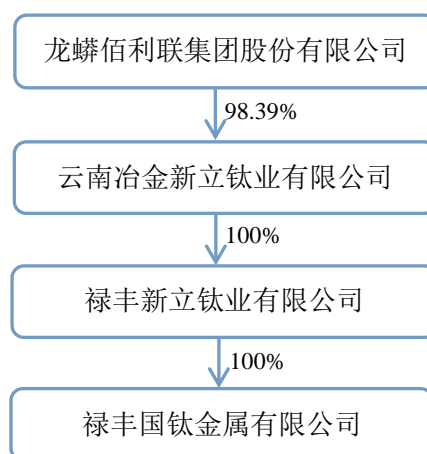 龙蟒佰利联集团股份有限公司
98.39%
云南冶金新立钛业有限公司
100%
禄丰新立钛业有限公司
100%
禄丰国钛金属有限公司